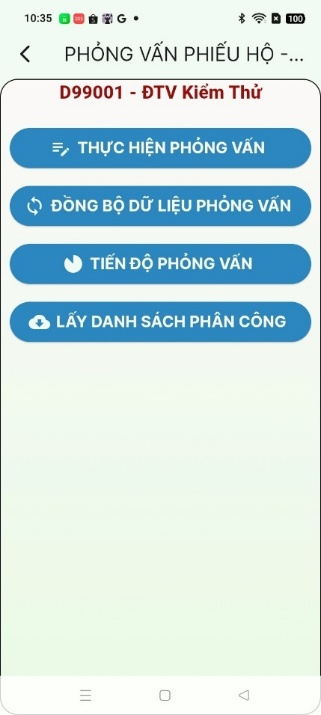 10:35
G
100
PHỎNG VẤN PHIẾU HỘ -...
D99001 - ĐTV Kiểm Thử
THỰC HIỆN PHỎNG VẤN
ĐỒNG BỘ DỮ LIỆU PHỎNG VẤN
TIẾN ĐỘ PHỎNG VẤN
LẤY DANH SÁCH PHÂN CÔNG